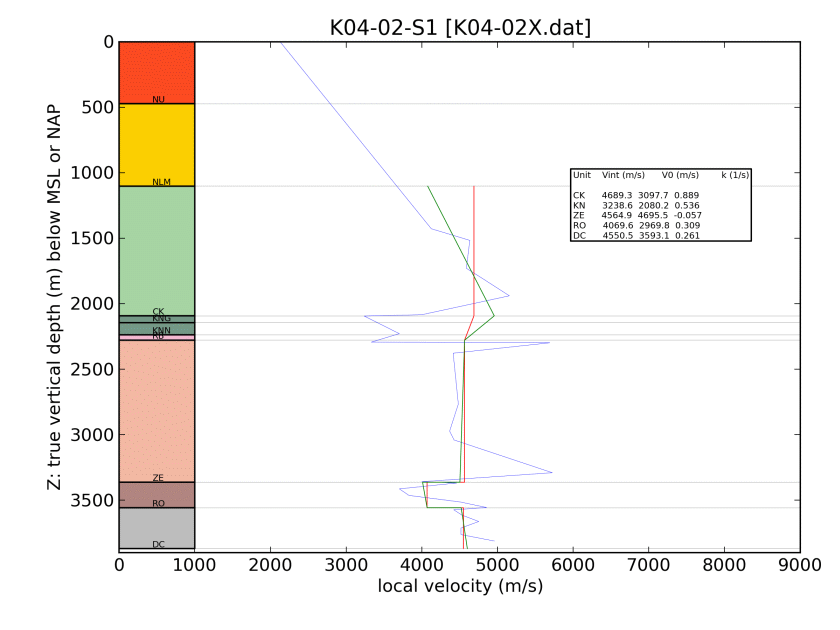 K04-02-S1 [K04-02X.dat]
Z: true vertical depth (m) below MSL or NAP
0
500
1000
1500
2000
2500
3000
3500
NU
NLM
CK
KNG
KNN
RB
ZE
RO
DC
Unit Vint (m/s) V0 (m/s) k (1/s)
CK 4689.3 3097.7 0.889
KN 3238.6 2080.2 0.536
ZE 4564.9 4695.5 -0.057
RO 4069.6 2969.8 0.309
DC 4550.5 3593.1 0.261
0 1000 2000 3000 4000 5000 6000 7000 8000 9000
local velocity (m/s)